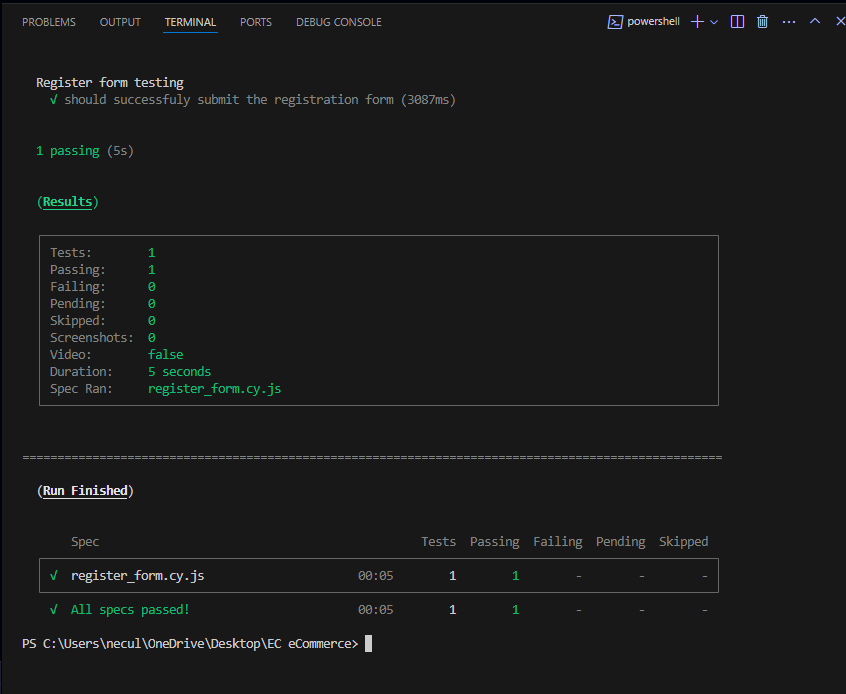 PROBLEMS OUTPUT TERMINAL PORTS DEBUG CONSOLE powershell
Register form testing
√ should successfuly submit the registration form (3087ms)
1 passing (5s)
(Results)
Tests: 1
Passing: 1
Failing: 0
Pending: 0
Skipped: 0
Screenshots: 0
Video: false
Duration: 5 seconds
Spec Ran: register_form.cy.js
====================================================================================================
(Run Finished)
Spec Tests Passing Failing Pending Skipped
√ register_form.cy.js 00:05 1 1 - - -
√ All specs passed! 00:05 1 1 - - -
PS C:\Users\necul\OneDrive\Desktop\EC eCommerce>